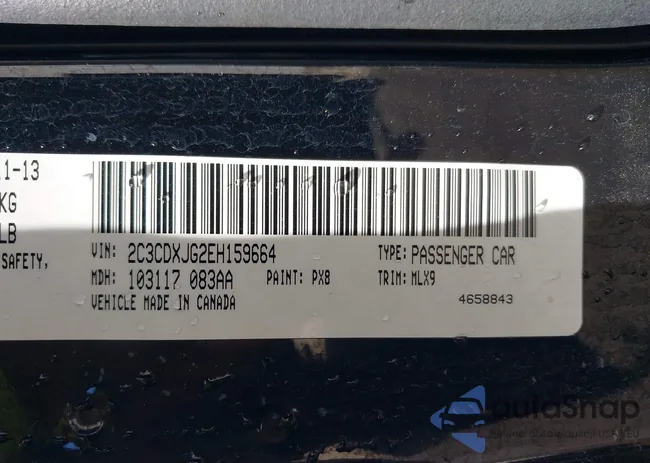 11-13
KG
LB
SAFETY,
VIN: 2C3CDXJG2EH159664
TYPE: PASSENGER CAR
MDH: 103117 083AA PAINT: PX8
TRIM: MLX9
VEHICLE MADE IN CANADA
4658843
autoSnap